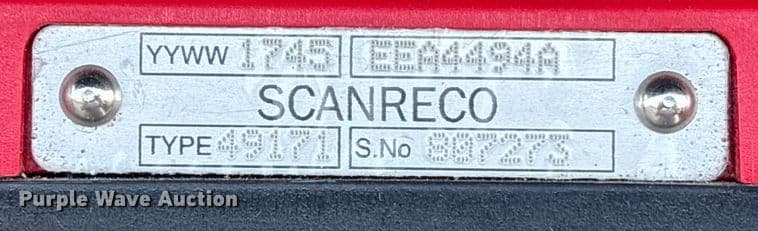 YYWW 1745 EEA4494A
SCANRECO
TYPE 49171 S.No 807273
Purple Wave Auction